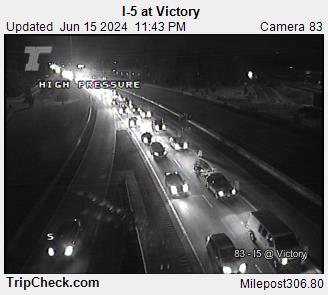 I-5 at Victory
Updated Jun 15 2024 11:43 PM Camera 83
T
HIGH PRESSURE
S
83 - I5 @ Victory
TripCheck.com Milepost306.80